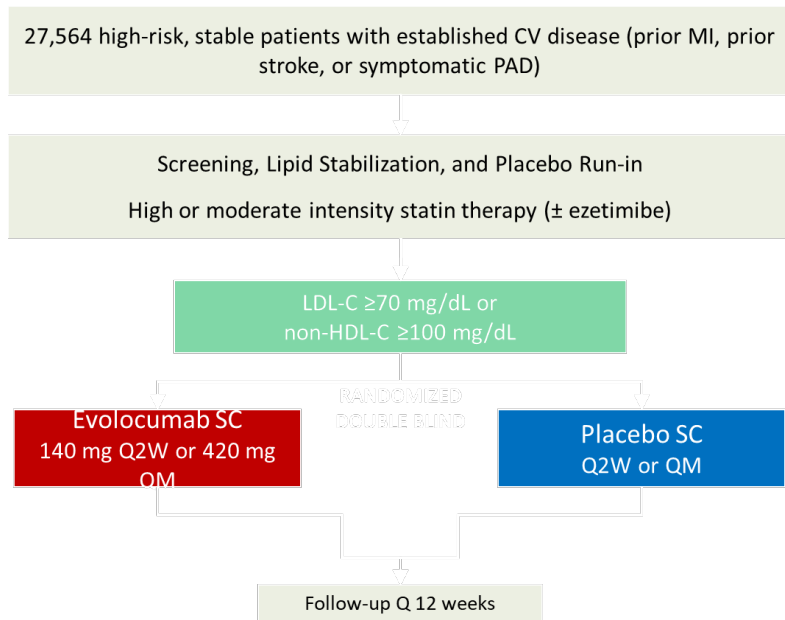 27,564 high-risk, stable patients with established CV disease (prior MI, prior
stroke, or symptomatic PAD)
Screening, Lipid Stabilization, and Placebo Run-in
High or moderate intensity statin therapy (± ezetimibe)
LDL-C ≥70 mg/dL or
non-HDL-C ≥100 mg/dL
RANDOMIZED
DOUBLE BLIND
Evolocumab SC
140 mg Q2W or 420 mg
QM
Placebo SC
Q2W or QM
Follow-up Q 12 weeks